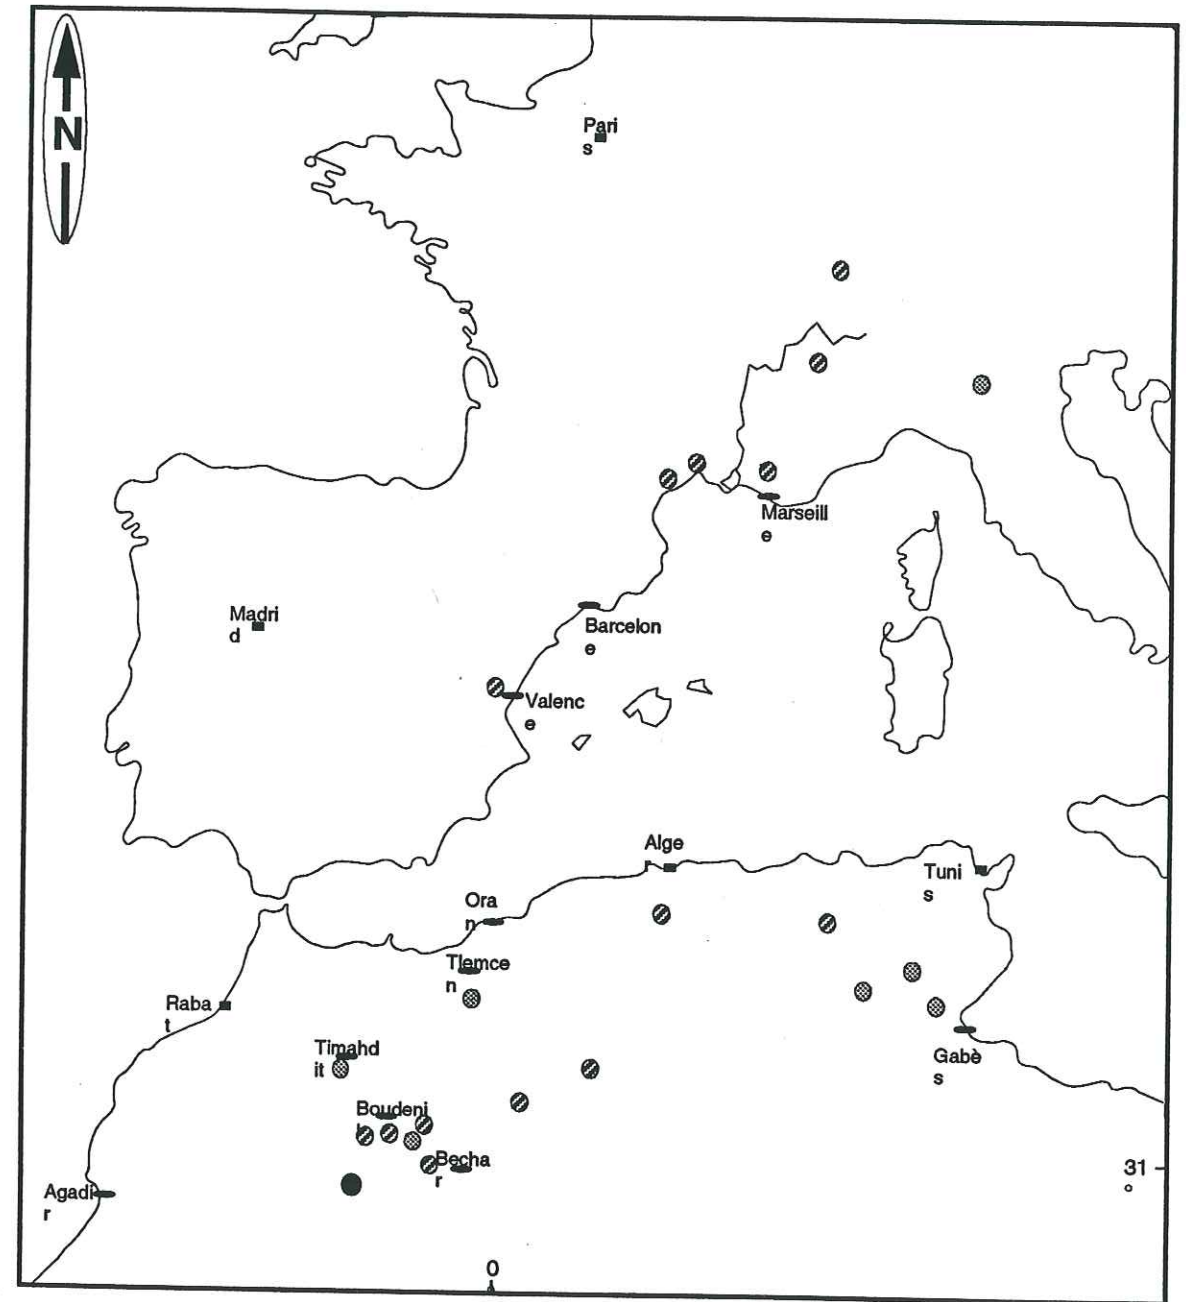 N
Pari
s
Marseill
e
Madri
d
Barcelon
e
Valenc
e
Alge
r
Tuni
s
Ora
n
Tlemce
n
Raba
t
Timahd
it
Gabè
s
Boudeni
b
Becha
r
Agadi
r
31
°
0